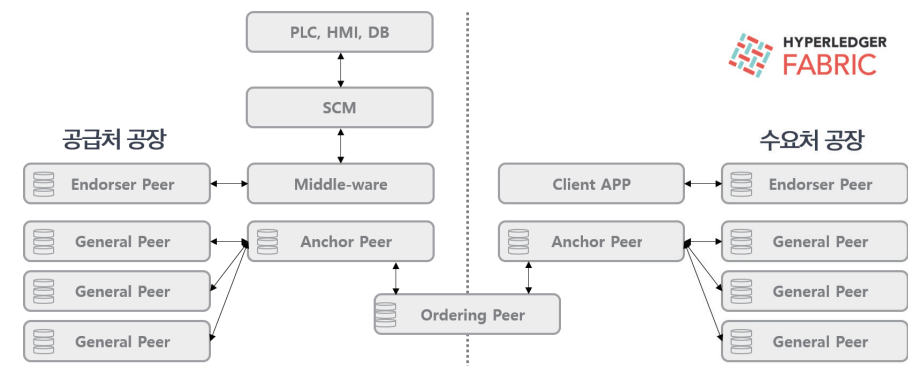 PLC, HMI, DB
HYPERLEDGER
FABRIC
SCM
공급처 공장
수요처 공장
Endorser Peer
Middle-ware
Client APP
Endorser Peer
General Peer
Anchor Peer
Anchor Peer
General Peer
General Peer
General Peer
Ordering Peer
General Peer
General Peer